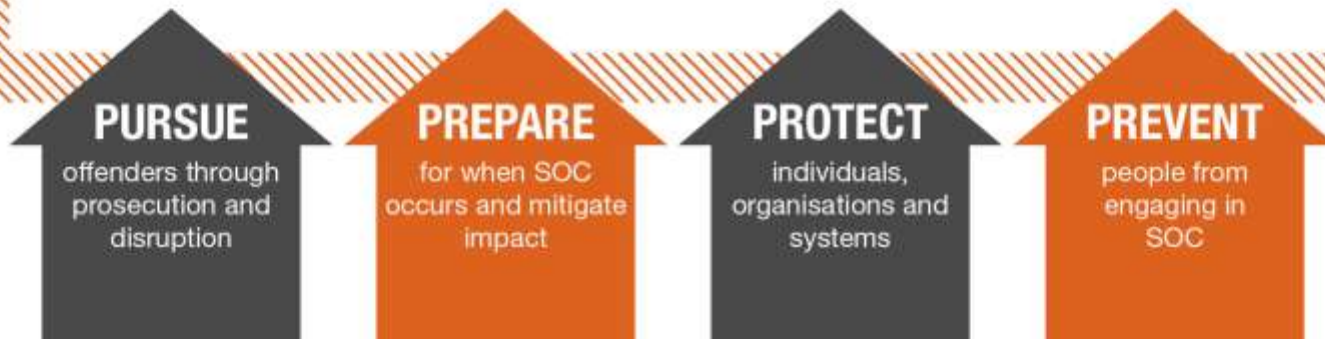 PURSUE
offenders through
prosecution and
disruption
PREPARE
for when SOC
occurs and mitigate
impact
PROTECT
individuals,
organisations and
systems
PREVENT
people from
engaging in
SOC